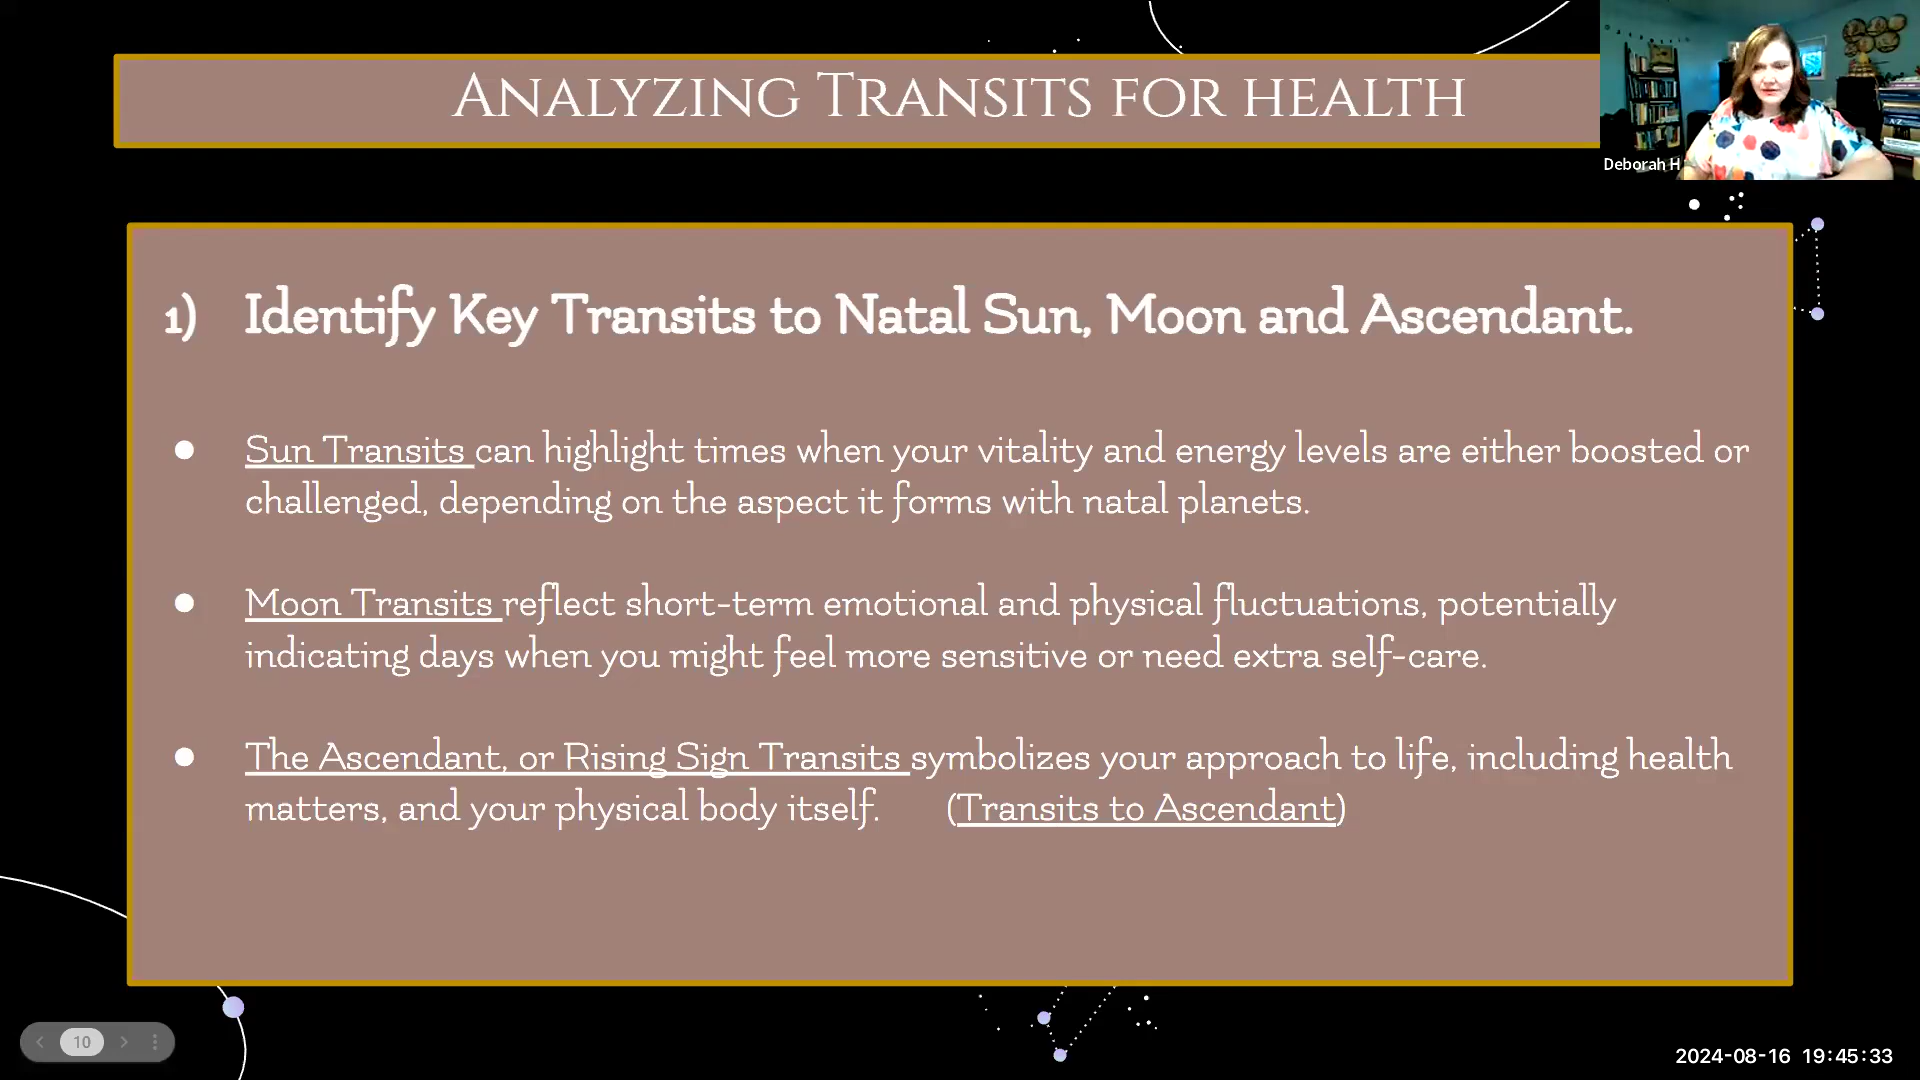 Analyzing Transits for health
Deborah H
1) Identify Key Transits to Natal Sun, Moon and Ascendant.
● Sun Transits can highlight times when your vitality and energy levels are either boosted or
challenged, depending on the aspect it forms with natal planets.
● Moon Transits reflect short-term emotional and physical fluctuations, potentially
indicating days when you might feel more sensitive or need extra self-care.
● The Ascendant, or Rising Sign Transits symbolizes your approach to life, including health
matters, and your physical body itself. (Transits to Ascendant)
10
2024-08-16 19:45:33